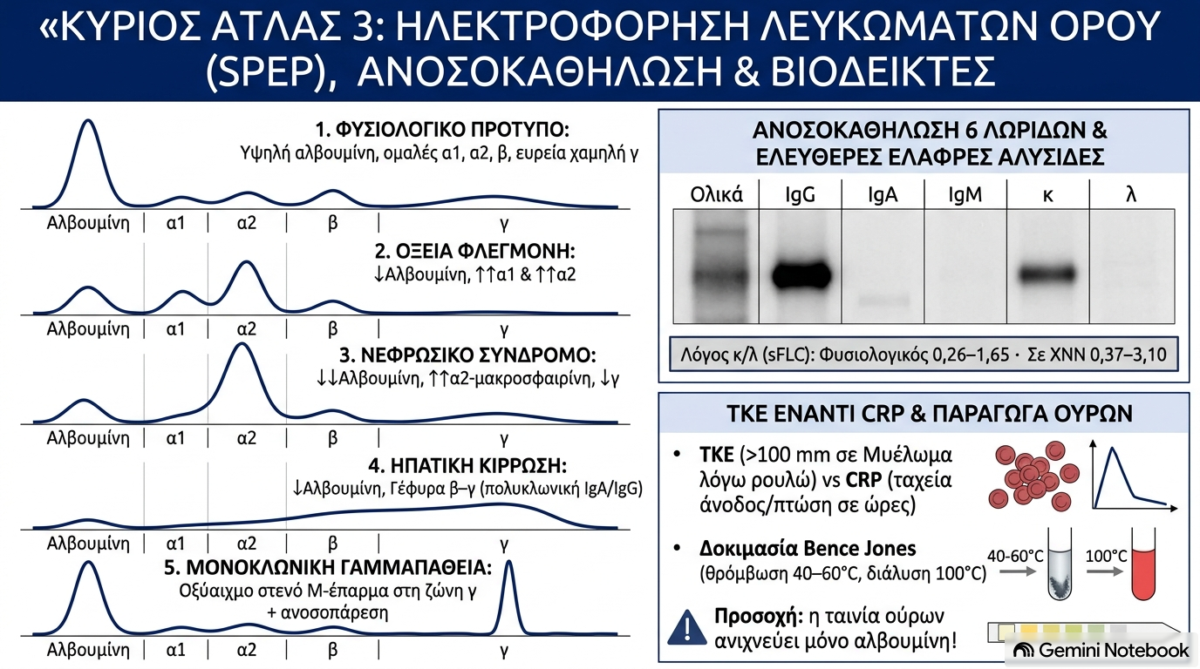 «ΚΥΡΙΟΣ ΑΤΛΑΣ 3: ΗΛΕΚΤΡΟΦΟΡΗΣΗ ΛΕΥΚΩΜΑΤΩΝ ΟΡΟΥ
(SPEP), ΑΝΟΣΟΚΑΘΗΛΩΣΗ & ΒΙΟΔΕΙΚΤΕΣ
1. ΦΥΣΙΟΛΟΓΙΚΟ ΠΡΟΤΥΠΟ:
Υψηλή αλβουμίνη, ομαλές α1, α2, β, ευρεία χαμηλή γ
Αλβουμίνη | α1 | α2 | β | γ
2. ΟΞΕΙΑ ΦΛΕΓΜΟΝΗ:
↓Αλβουμίνη, ↑↑α1 & ↑↑α2
Αλβουμίνη | α1 | α2 | β | γ
3. ΝΕΦΡΩΣΙΚΟ ΣΥΝΔΡΟΜΟ:
↓↓Αλβουμίνη, ↑↑α2-μακροσφαιρίνη, ↓γ
Αλβουμίνη | α1 | α2 | β | γ
4. ΗΠΑΤΙΚΗ ΚΙΡΡΩΣΗ:
↓Αλβουμίνη, Γέφυρα β–γ (πολυκλωνική IgA/IgG)
Αλβουμίνη | α1 | α2 | β | γ
5. ΜΟΝΟΚΛΩΝΙΚΗ ΓΑΜΜΑΠΑΘΕΙΑ:
Οξύαιχμο στενό Μ-έπαρμα στη ζώνη γ
+ ανοσοπάρεση
Αλβουμίνη | α1 | α2 | β | γ
ΑΝΟΣΟΚΑΘΗΛΩΣΗ 6 ΛΩΡΙΔΩΝ &
ΕΛΕΥΘΕΡΕΣ ΕΛΑΦΡΕΣ ΑΛΥΣΙΔΕΣ
Ολικά IgG IgA IgM κ λ
Λόγος κ/λ (sFLC): Φυσιολογικός 0,26–1,65 · Σε ΧΝΝ 0,37–3,10
ΤΚΕ ΕΝΑΝΤΙ CRP & ΠΑΡΑΓΩΓΑ ΟΥΡΩΝ
• ΤΚΕ (>100 mm σε Μυέλωμα
λόγω ρουλώ) vs CRP (ταχεία
άνοδος/πτώση σε ώρες)
• Δοκιμασία Bence Jones
(θρόμβωση 40–60°C, διάλυση 100°C)
40-60°C 100°C
Προσοχή: η ταινία ούρων
ανιχνεύει μόνο αλβουμίνη!
Gemini Notebook